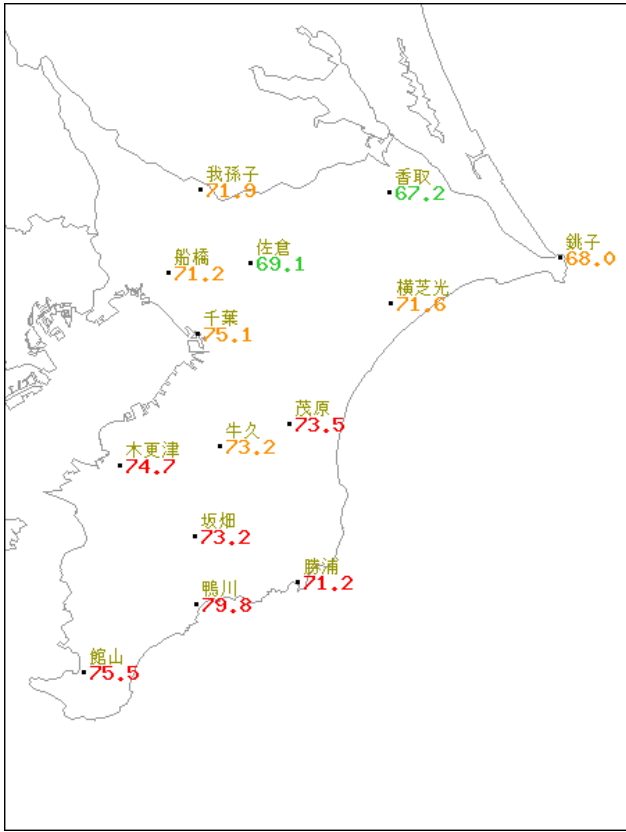 我孫子
71.9
香取
67.2
銚子
68.0
船橋
71.2
佐倉
69.1
横芝光
71.6
千葉
75.1
茂原
73.5
牛久
73.2
木更津
74.7
坂畑
73.2
勝浦
71.2
鴨川
79.8
館山
75.5